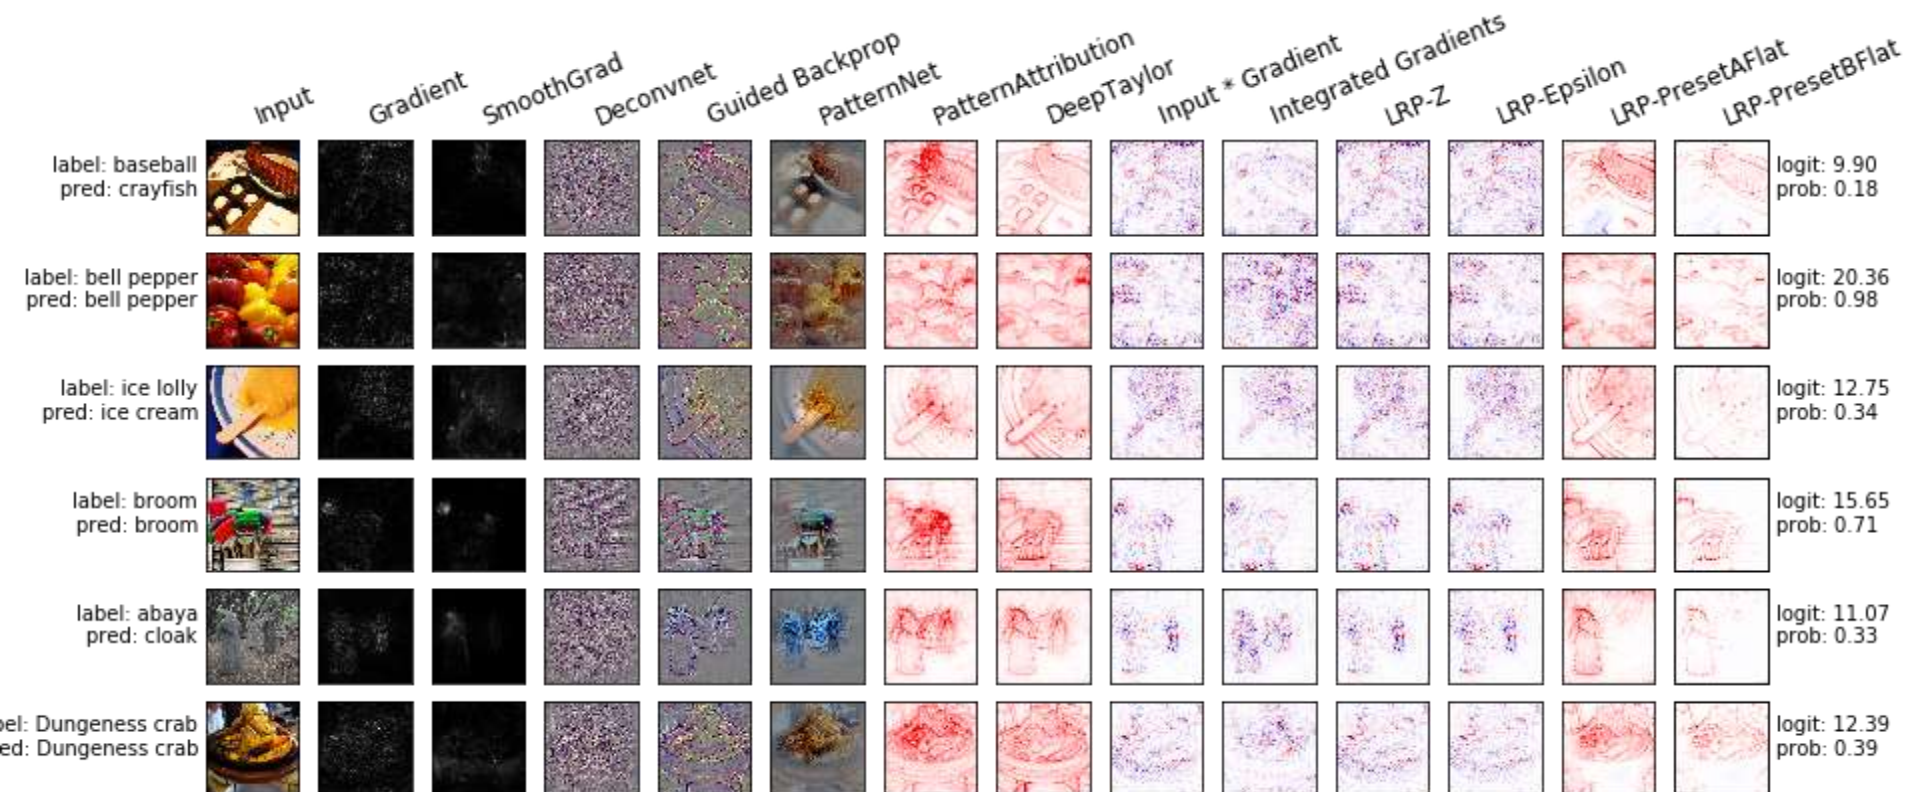 Input
Gradient
SmoothGrad
Deconvnet
Guided Backprop
PatternNet
PatternAttribution
DeepTaylor
Input * Gradient
Integrated Gradients
LRP-Z
LRP-Epsilon
LRP-PresetAFlat
LRP-PresetBFlat
label: baseball
pred: crayfish
logit: 9.90
prob: 0.18
label: bell pepper
pred: bell pepper
logit: 20.36
prob: 0.98
label: ice lolly
pred: ice cream
logit: 12.75
prob: 0.34
label: broom
pred: broom
logit: 15.65
prob: 0.71
label: abaya
pred: cloak
logit: 11.07
prob: 0.33
bel: Dungeness crab
ed: Dungeness crab
logit: 12.39
prob: 0.39